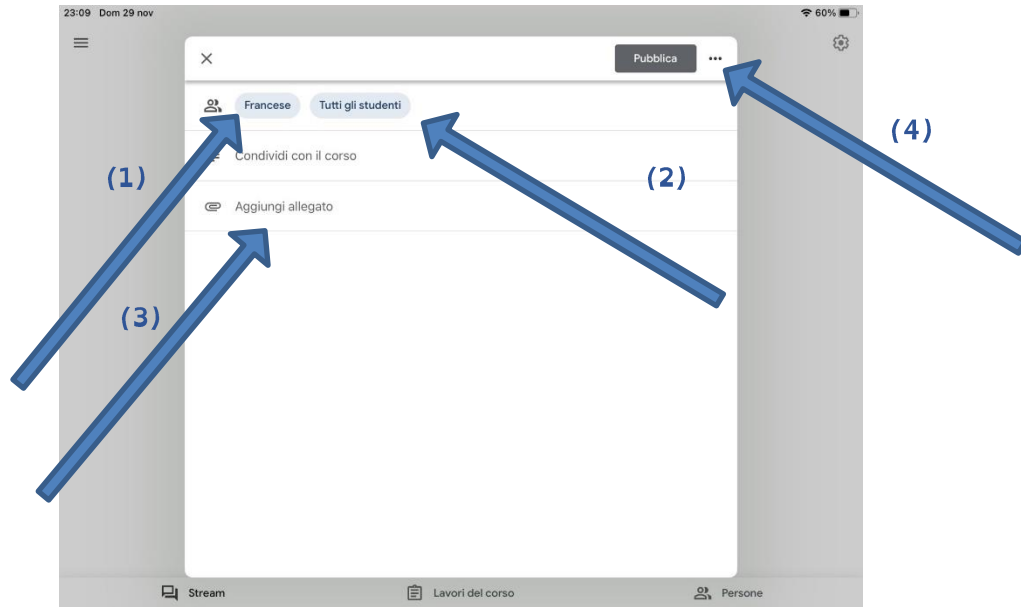 23:09 Dom 29 nov
60%
Pubblica
Francese Tutti gli studenti
(4)
Condividi con il corso
(1)
(2)
Aggiungi allegato
(3)
Stream Lavori del corso Persone